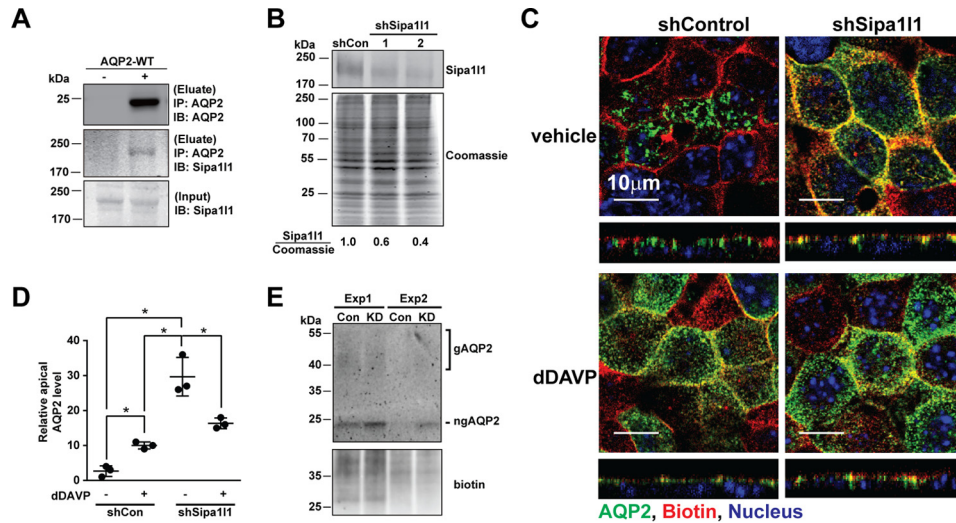 A
AQP2-WT
kDa - +
25
(Eluate)
IP: AQP2
IB: AQP2
250
170
(Eluate)
IP: AQP2
IB: Sipa1l1
250
170
(Input)
IB: Sipa1l1
B
shSipa1l1
kDa shCon 1 2
250
170
Sipa1l1
250
100
70
55
25
Coomassie
Sipa1l1
Coomassie
1.0 0.6 0.4
C
shControl shSipa1l1
vehicle
10μm
dDAVP
AQP2, Biotin, Nucleus
D
Relative apical
AQP2 level
40
30
20
10
0
* * * *
dDAVP - + - +
shCon shSipa1l1
E
Exp1 Exp2
kDa Con KD Con KD
55
40
35
25
gAQP2
ngAQP2
35
25
biotin